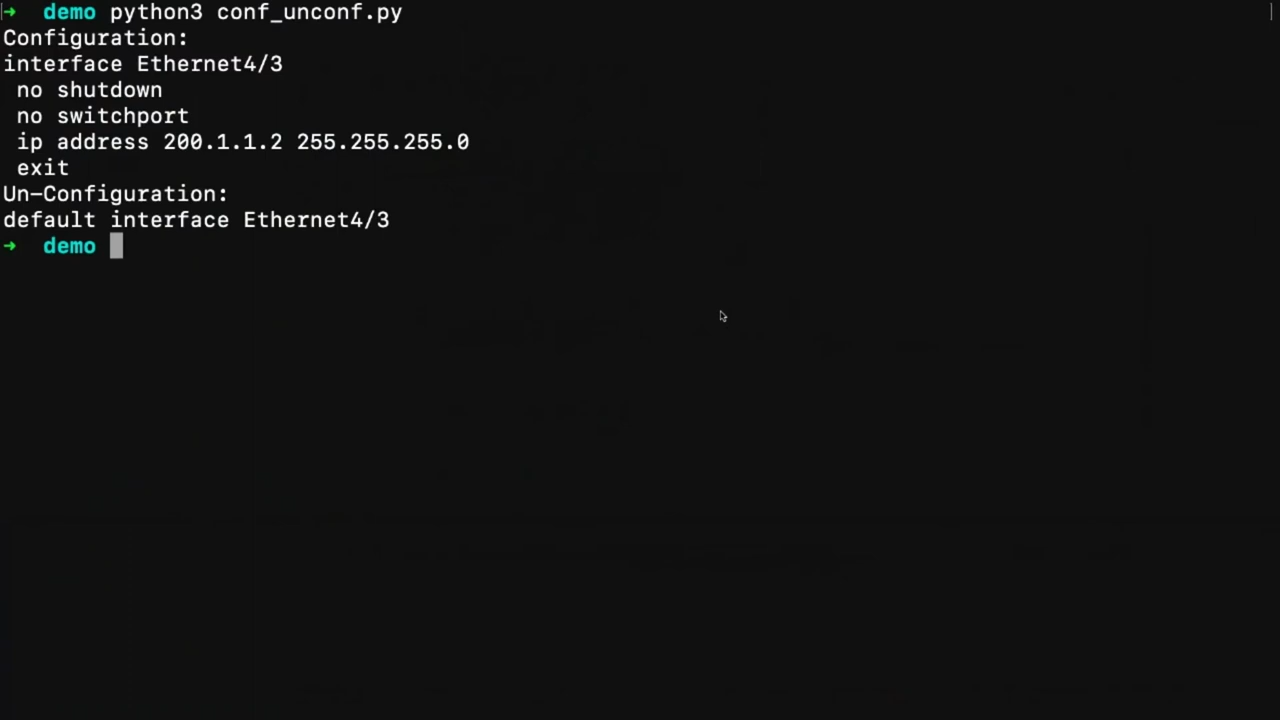 ➜  demo python3 conf_unconf.py
Configuration:
interface Ethernet4/3
 no shutdown
 no switchport
 ip address 200.1.1.2 255.255.255.0
 exit
Un-Configuration:
default interface Ethernet4/3
➜  demo